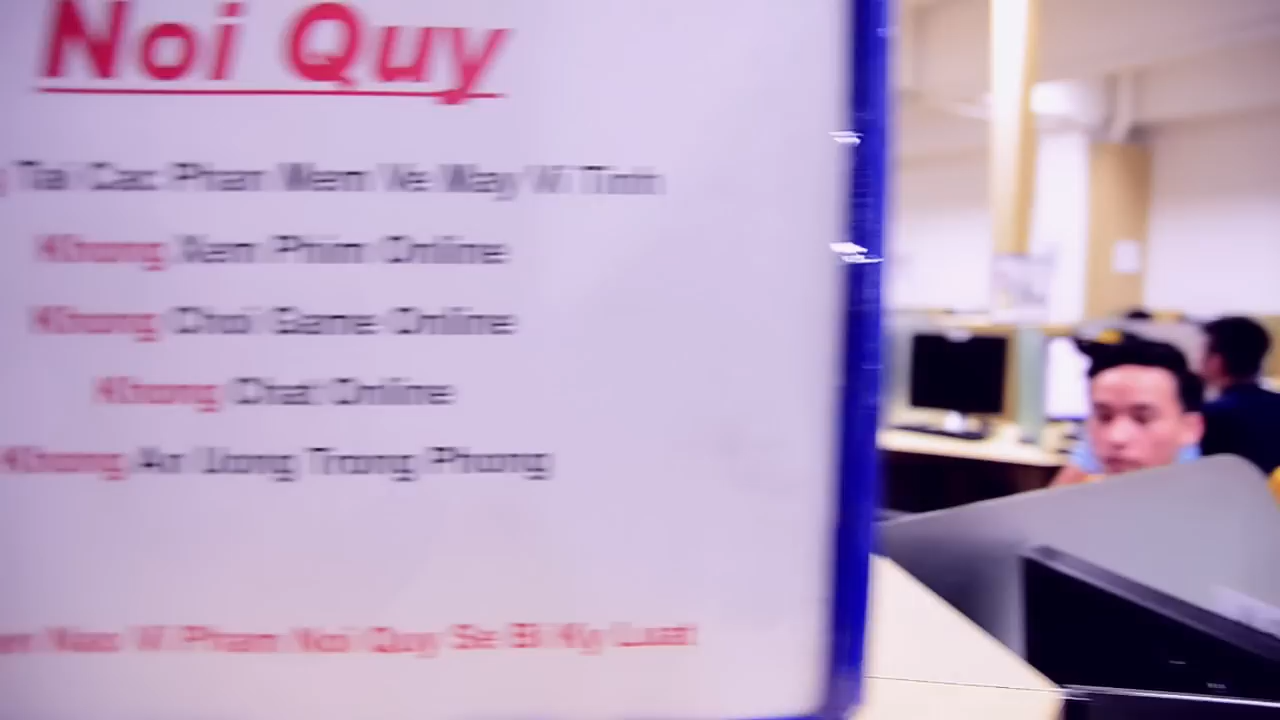 Noi Quy
Tai Cac Phan Mem Ve May Vi Tinh
Khong Xem Phim Online
Khong Choi Game Online
Khong Chat Online
Khong An Uong Trong Phong
Nao Vi Pham Noi Quy Se Bi Ky Luat